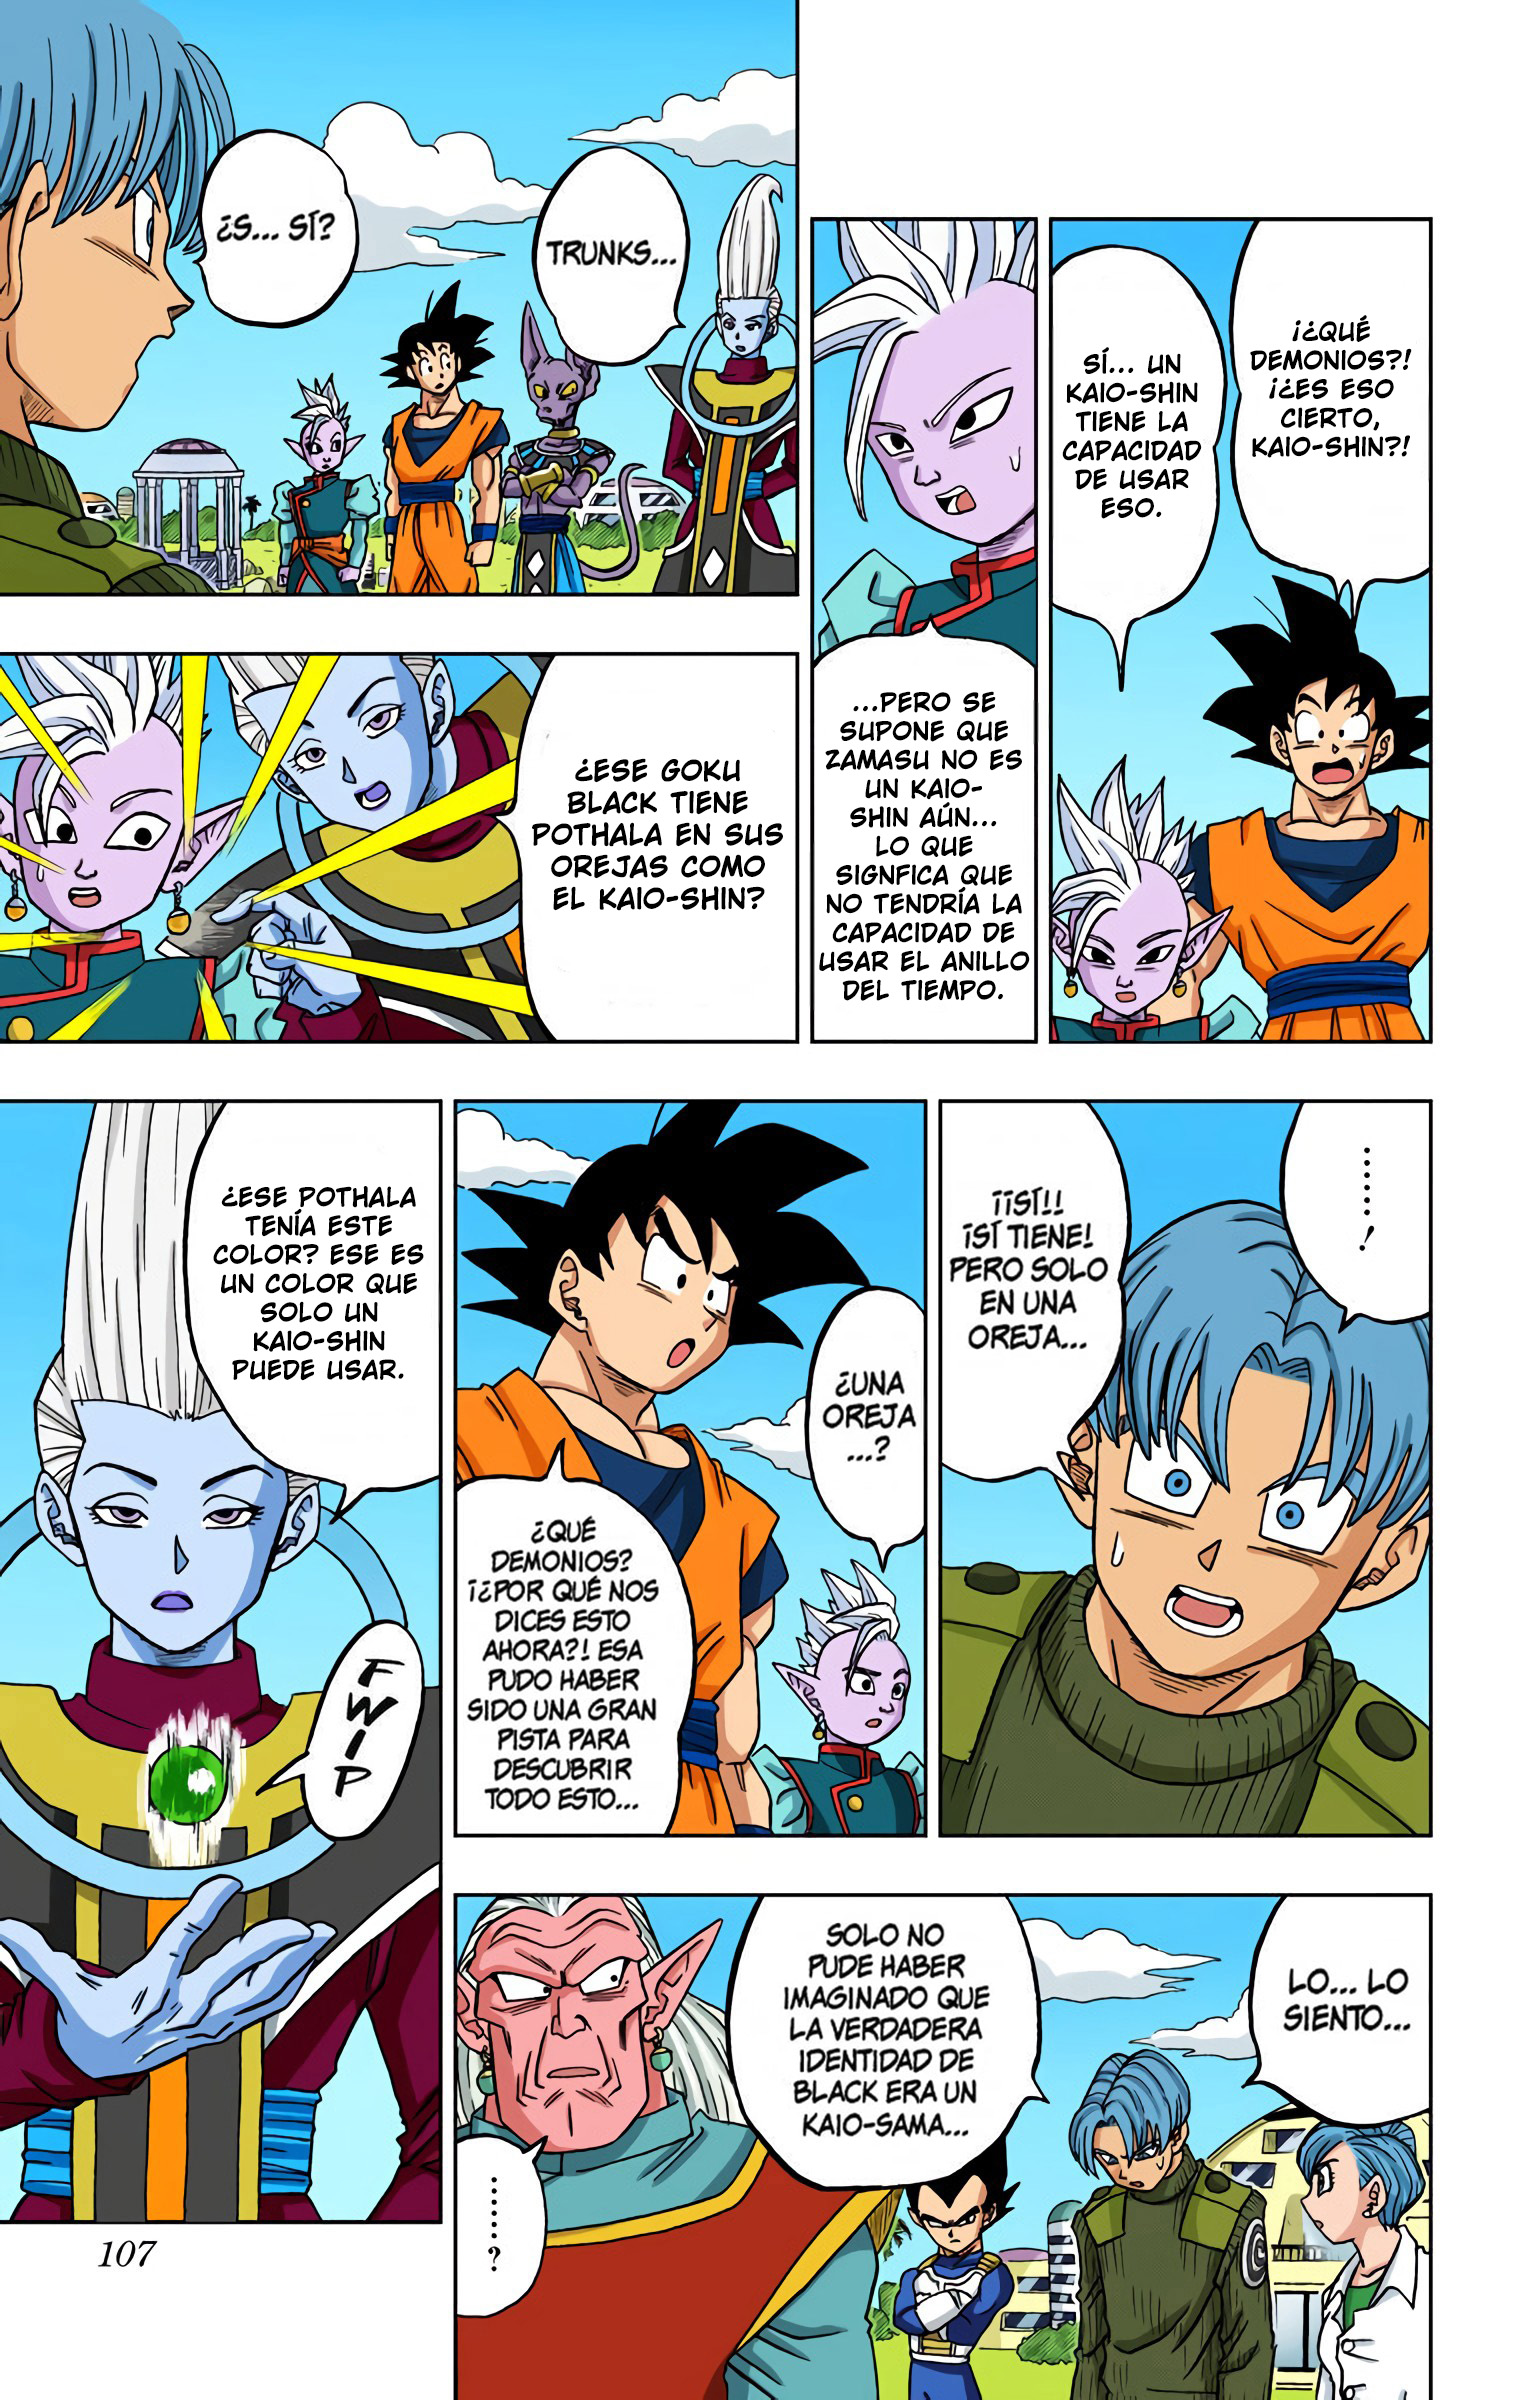 ¡¿QUÉ
DEMONIOS?!
¡¿ES ESO
CIERTO,
KAIO-SHIN?!
SÍ... UN
KAIO-SHIN
TIENE LA
CAPACIDAD
DE USAR
ESO.
...PERO SE
SUPONE QUE
ZAMASU NO ES
UN KAIO-
SHIN AÚN...
LO QUE
SIGNFICA QUE
NO TENDRÍA LA
CAPACIDAD DE
USAR EL ANILLO
DEL TIEMPO.
TRUNKS...
¿S... SÍ?
¿ESE GOKU
BLACK TIENE
POTHALA EN SUS
OREJAS COMO
EL KAIO-SHIN?
.......!
¡¡SÍ!!
¡SÍ TIENE!
PERO SOLO
EN UNA
OREJA...
¿UNA
OREJA
...?
¿QUÉ
DEMONIOS?
¡¿POR QUÉ NOS
DICES ESTO
AHORA?! ESA
PUDO HABER
SIDO UNA GRAN
PISTA PARA
DESCUBRIR
TODO ESTO...
LO... LO
SIENTO...
SOLO NO
PUDE HABER
IMAGINADO QUE
LA VERDADERA
IDENTIDAD DE
BLACK ERA UN
KAIO-SAMA...
......?
¿ESE POTHALA
TENÍA ESTE
COLOR? ESE ES
UN COLOR QUE
SOLO UN
KAIO-SHIN
PUEDE USAR.
FWIP
107